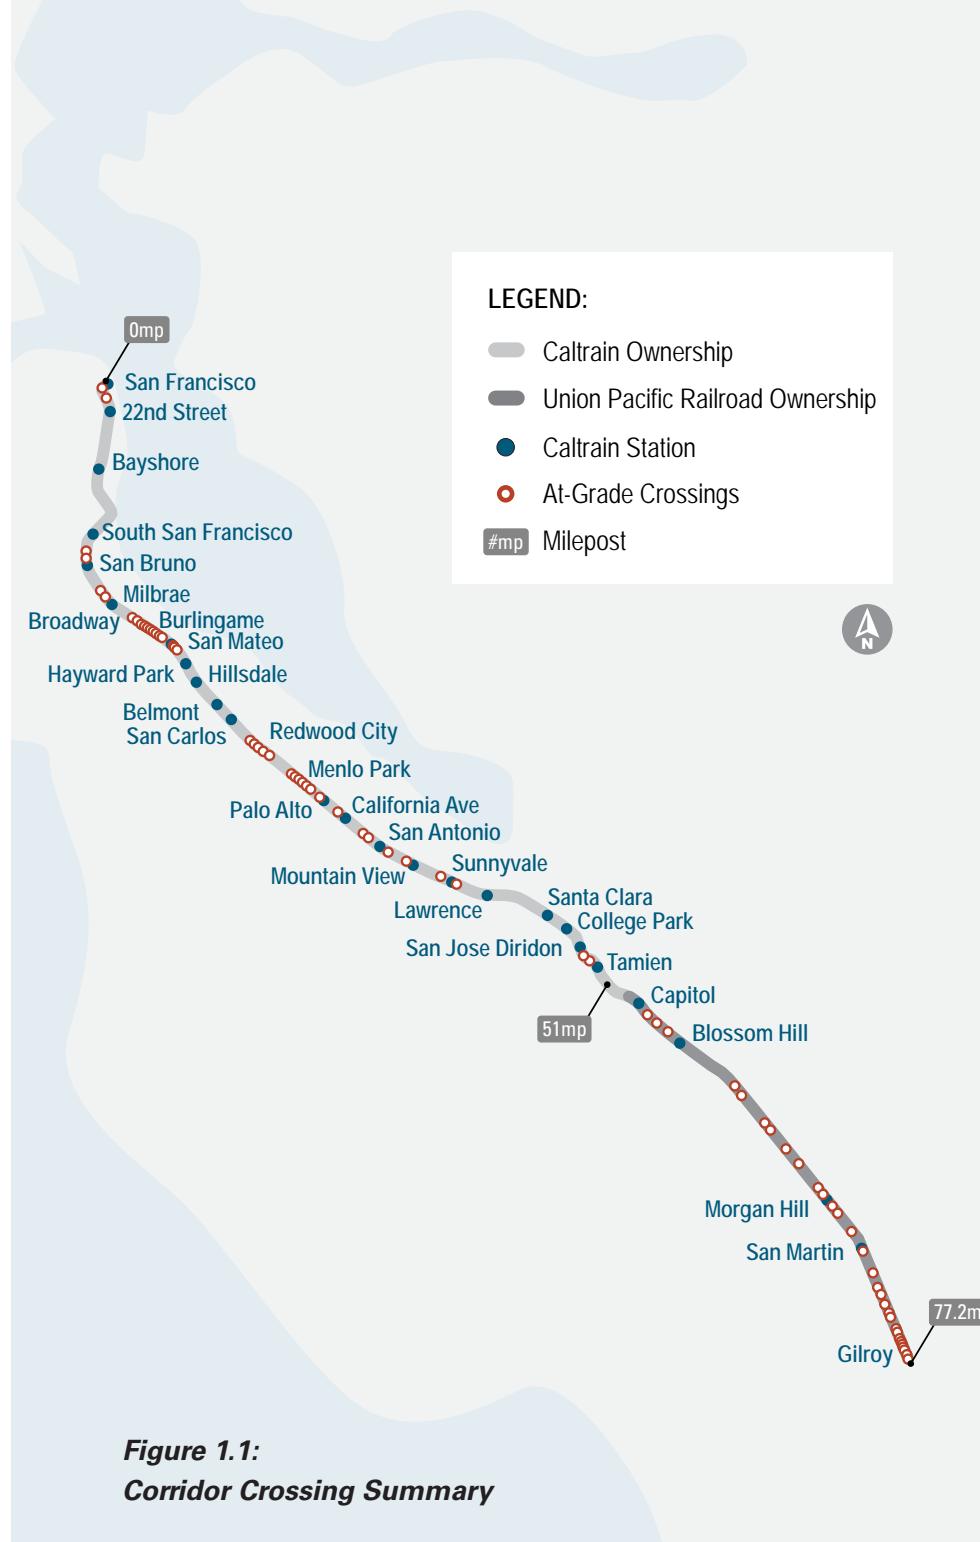 LEGEND:
Caltrain Ownership
Union Pacific Railroad Ownership
Caltrain Station
At-Grade Crossings
#mp Milepost
N
0mp
San Francisco
22nd Street
Bayshore
South San Francisco
San Bruno
Milbrae
Broadway
Burlingame
San Mateo
Hayward Park
Hillsdale
Belmont
San Carlos
Redwood City
Menlo Park
Palo Alto
California Ave
San Antonio
Mountain View
Sunnyvale
Lawrence
Santa Clara
College Park
San Jose Diridon
Tamien
Capitol
51mp
Blossom Hill
Morgan Hill
San Martin
77.2m
Gilroy
Figure 1.1:
Corridor Crossing Summary